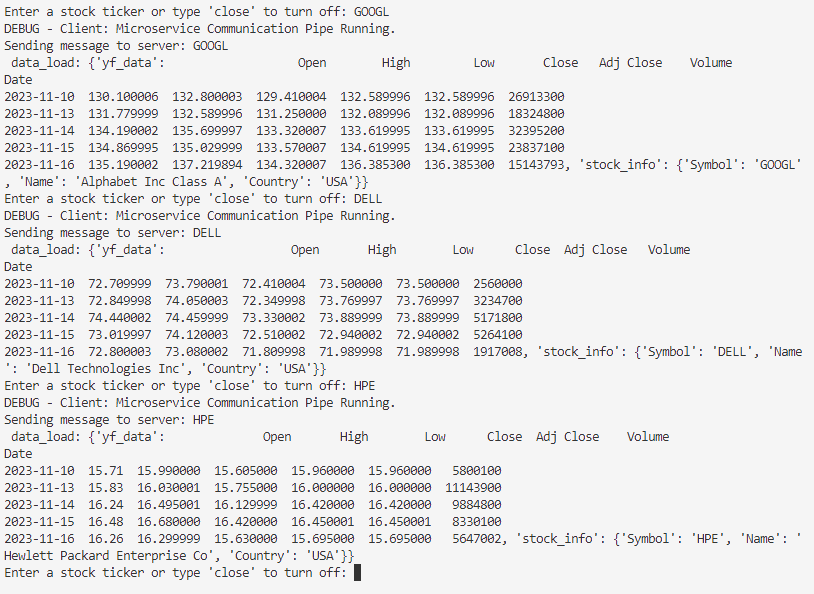 Enter a stock ticker or type 'close' to turn off: GOOGL
DEBUG - Client: Microservice Communication Pipe Running.
Sending message to server: GOOGL
 data_load: {'yf_data':                   Open        High         Low       Close   Adj Close    Volume
Date
2023-11-10  130.100006  132.800003  129.410004  132.589996  132.589996  26913300
2023-11-13  131.779999  132.589996  131.250000  132.089996  132.089996  18324800
2023-11-14  134.190002  135.699997  133.320007  133.619995  133.619995  32395200
2023-11-15  134.869995  135.029999  133.570007  134.619995  134.619995  23837100
2023-11-16  135.190002  137.219894  134.320007  136.385300  136.385300  15143793, 'stock_info': {'Symbol': 'GOOGL'
, 'Name': 'Alphabet Inc Class A', 'Country': 'USA'}}
Enter a stock ticker or type 'close' to turn off: DELL
DEBUG - Client: Microservice Communication Pipe Running.
Sending message to server: DELL
 data_load: {'yf_data':                  Open       High        Low      Close  Adj Close   Volume
Date
2023-11-10  72.709999  73.790001  72.410004  73.500000  73.500000  2560000
2023-11-13  72.849998  74.050003  72.349998  73.769997  73.769997  3234700
2023-11-14  74.440002  74.459999  73.330002  73.889999  73.889999  5171800
2023-11-15  73.019997  74.120003  72.510002  72.940002  72.940002  5264100
2023-11-16  72.800003  73.080002  71.809998  71.989998  71.989998  1917008, 'stock_info': {'Symbol': 'DELL', 'Name
': 'Dell Technologies Inc', 'Country': 'USA'}}
Enter a stock ticker or type 'close' to turn off: HPE
DEBUG - Client: Microservice Communication Pipe Running.
Sending message to server: HPE
 data_load: {'yf_data':              Open       High        Low      Close  Adj Close    Volume
Date
2023-11-10  15.71  15.990000  15.605000  15.960000  15.960000   5800100
2023-11-13  15.83  16.030001  15.755000  16.000000  16.000000  11143900
2023-11-14  16.24  16.495001  16.129999  16.420000  16.420000   9884800
2023-11-15  16.48  16.680000  16.420000  16.450001  16.450001   8330100
2023-11-16  16.26  16.299999  15.630000  15.695000  15.695000   5647002, 'stock_info': {'Symbol': 'HPE', 'Name': '
Hewlett Packard Enterprise Co', 'Country': 'USA'}}
Enter a stock ticker or type 'close' to turn off: